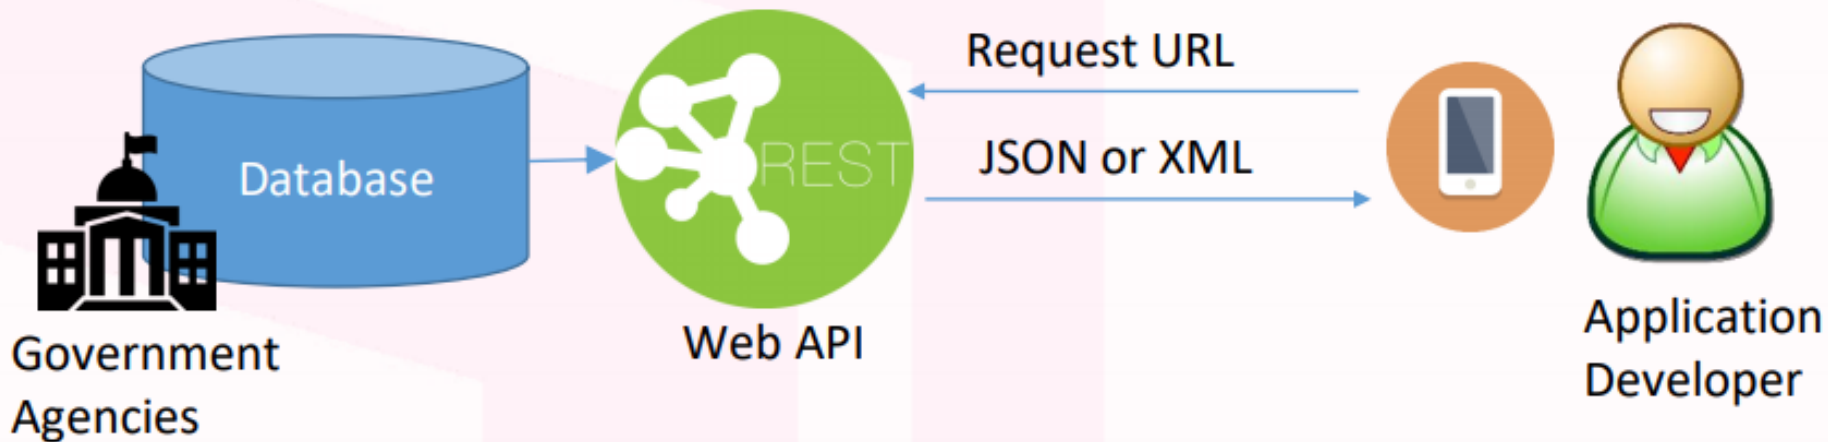 Database
Government
Agencies
REST
Web API
Request URL
JSON or XML
Application
Developer